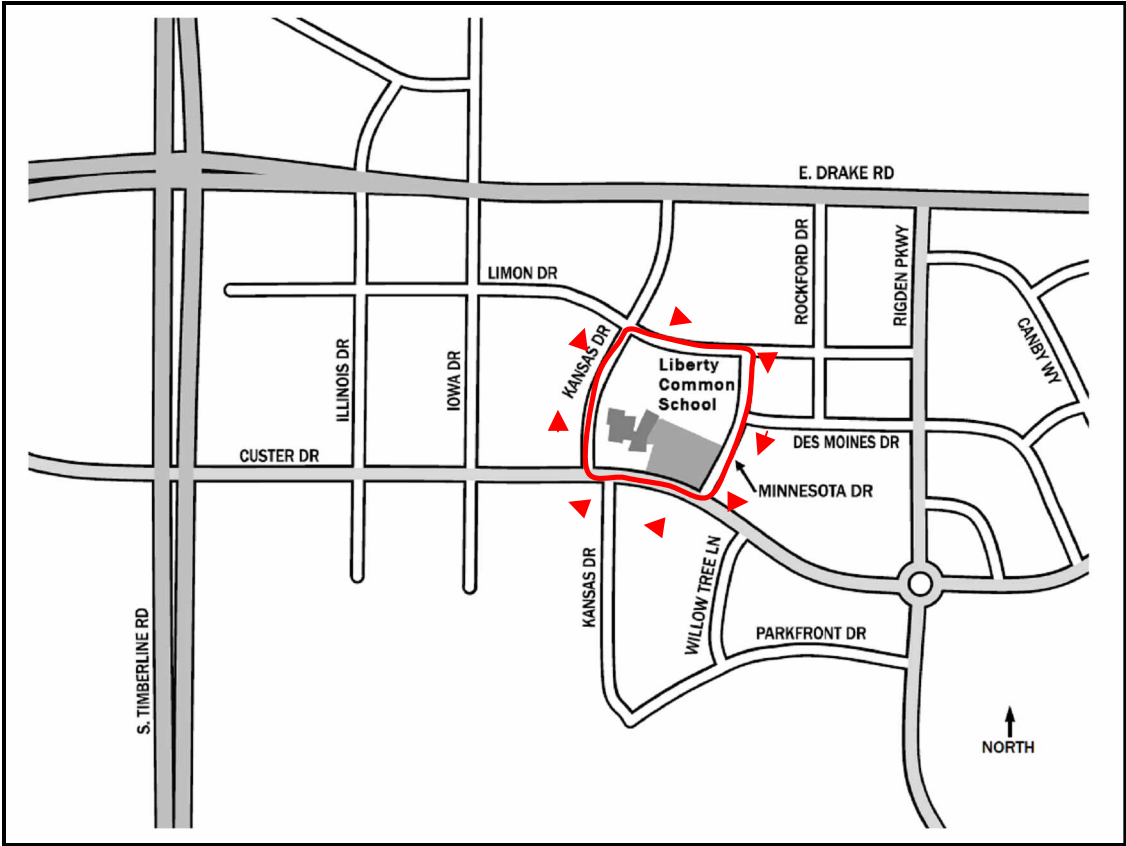 E. DRAKE RD
ROCKFORD DR
RIGDEN PKWY
LIMON DR
CANBY WY
KANSAS DR
ILLINOIS DR
IOWA DR
Liberty
Common
School
DES MOINES DR
CUSTER DR
MINNESOTA DR
KANSAS DR
WILLOW TREE LN
PARKFRONT DR
S. TIMBERLINE RD
NORTH